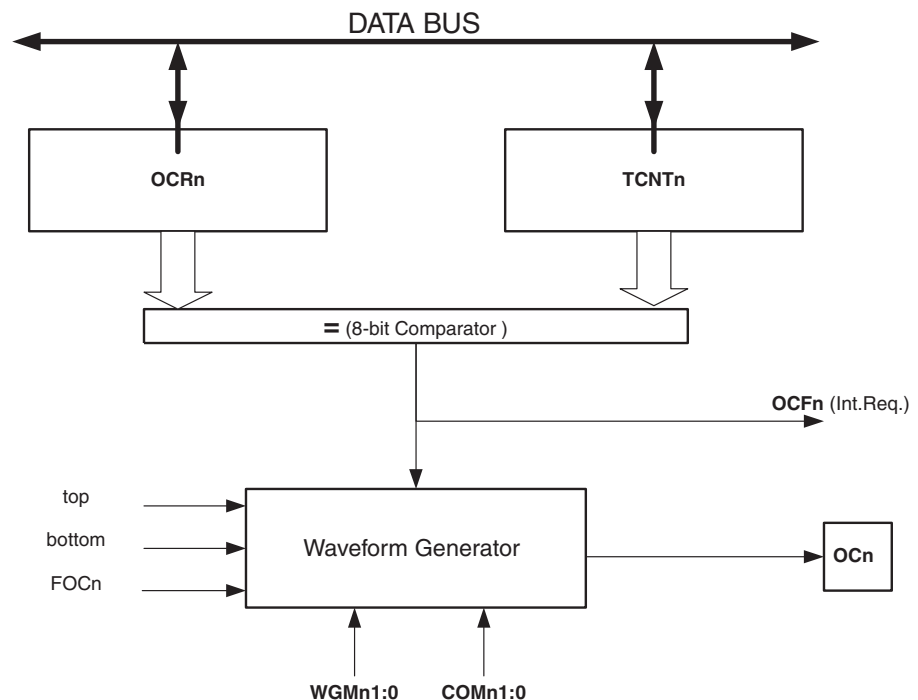 DATA BUS
OCRn
TCNTn
= (8-bit Comparator )
OCFn (Int.Req.)
top
bottom
FOCn
Waveform Generator
OCn
WGMn1:0
COMn1:0